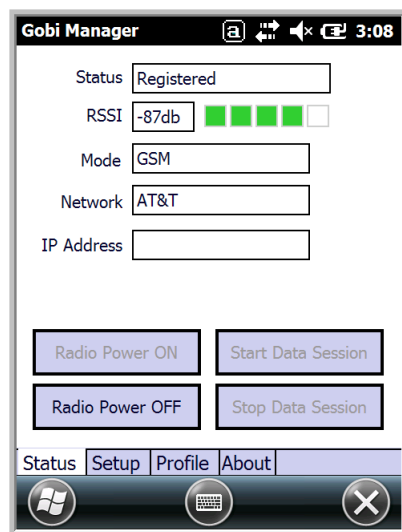 Gobi Manager a 3:08
Status Registered
RSSI -87db
Mode GSM
Network AT&T
IP Address
Radio Power ON Start Data Session
Radio Power OFF Stop Data Session
Status Setup Profile About